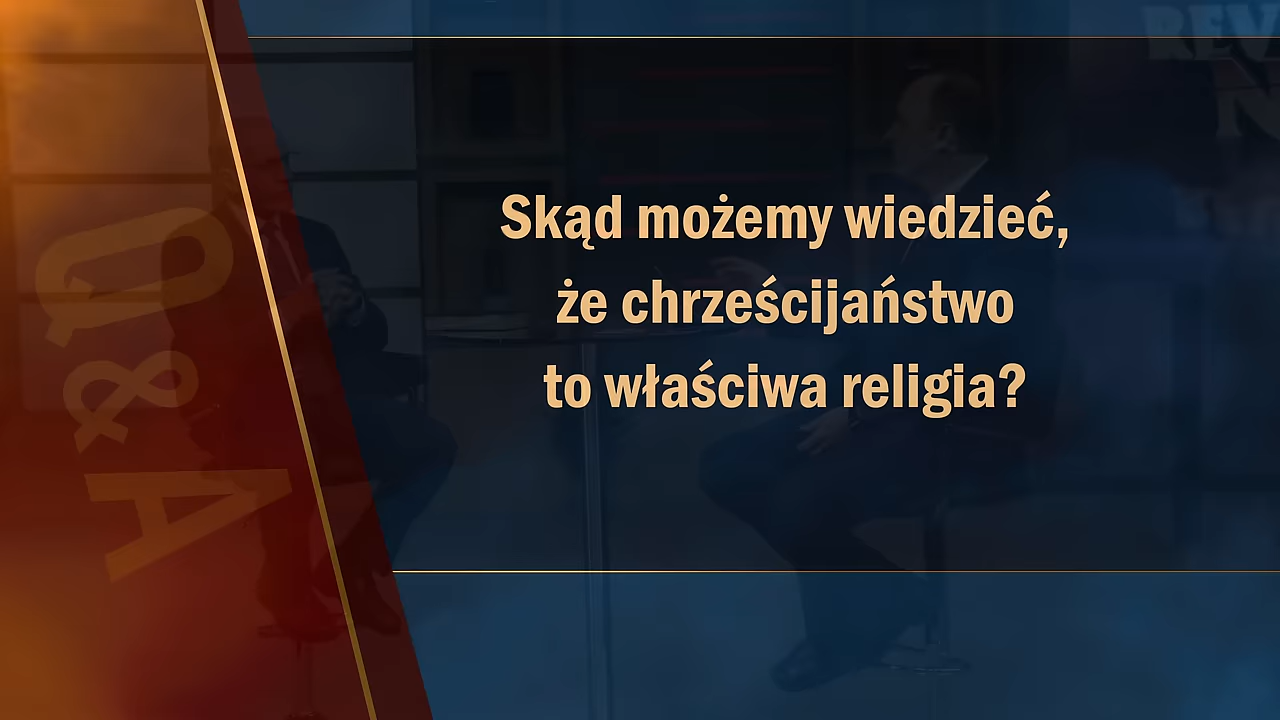 Q&A
Skąd możemy wiedzieć,
że chrześcijaństwo
to właściwa religia?